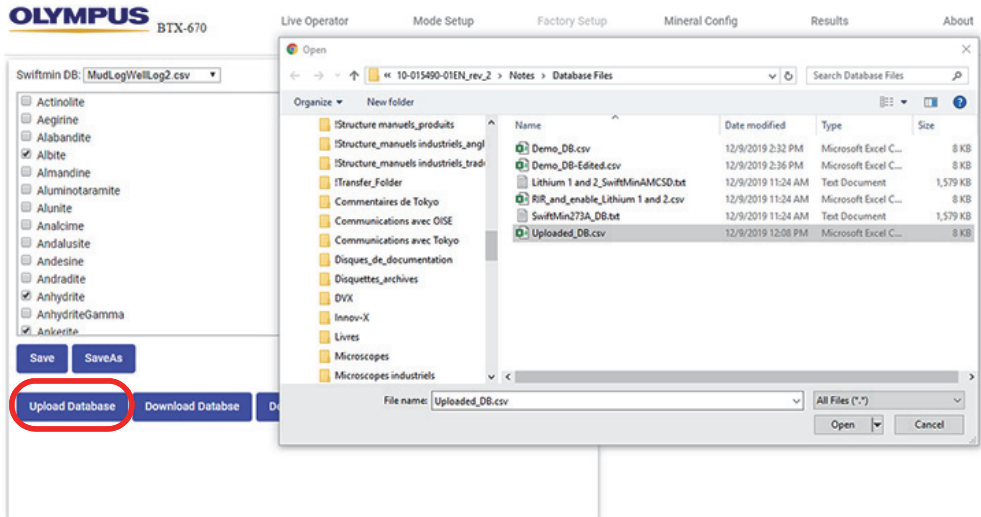 OLYMPUS BTX-670
Live Operator Mode Setup Factory Setup Mineral Config Results About
Swiftmin DB: MudLogWellLog2.csv
Actinolite
Aegirine
Alabandite
Albite
Almandine
Aluminotaramite
Alunite
Analcime
Andalusite
Andesine
Andradite
Anhydrite
AnhydriteGamma
Ankerite
Save SaveAs
Upload Database Download Databse
Open
« 10-015490-01EN_rev_2 > Notes > Database Files
Search Database Files
Organize New folder
!Structure manuels_produits
!Structure_manuels industriels_angl
!Structure_manuels industriels_trad
!Transfer_Folder
Commentaires de Tokyo
Communications avec OISE
Communications avec Tokyo
Disques_de_documentation
Disquettes_archives
DVX
Innov-X
Livres
Microscopes
Microscopes industriels
Name Date modified Type Size
Demo_DB.csv 12/9/2019 2:32 PM Microsoft Excel C... 8 KB
Demo_DB-Edited.csv 12/9/2019 2:36 PM Microsoft Excel C... 8 KB
Lithium 1 and 2_SwiftMinAMCSD.txt 12/9/2019 11:24 AM Text Document 1,579 KB
RIR_and_enable_Lithium 1 and 2.csv 12/9/2019 11:24 AM Microsoft Excel C... 8 KB
SwiftMin273A_DB.txt 12/9/2019 11:24 AM Text Document 1,579 KB
Uploaded_DB.csv 12/9/2019 12:08 PM Microsoft Excel C... 8 KB
File name: Uploaded_DB.csv All Files (*.*)
Open Cancel